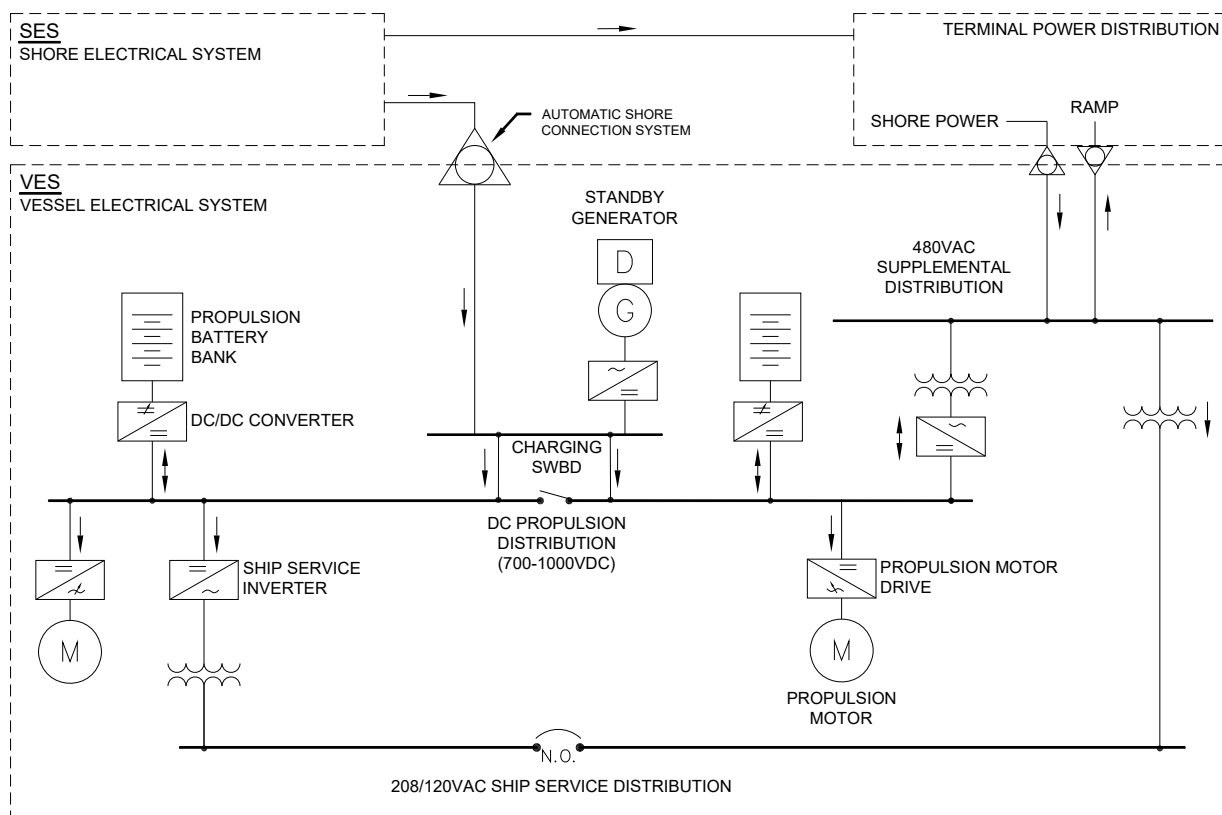 SES
SHORE ELECTRICAL SYSTEM
TERMINAL POWER DISTRIBUTION
AUTOMATIC SHORE
CONNECTION SYSTEM
SHORE POWER
RAMP
VES
VESSEL ELECTRICAL SYSTEM
STANDBY
GENERATOR
D
G
480VAC
SUPPLEMENTAL
DISTRIBUTION
PROPULSION
BATTERY
BANK
DC/DC CONVERTER
CHARGING
SWBD
DC PROPULSION
DISTRIBUTION
(700-1000VDC)
SHIP SERVICE
INVERTER
PROPULSION MOTOR
DRIVE
M
M
PROPULSION
MOTOR
N.O.
208/120VAC SHIP SERVICE DISTRIBUTION